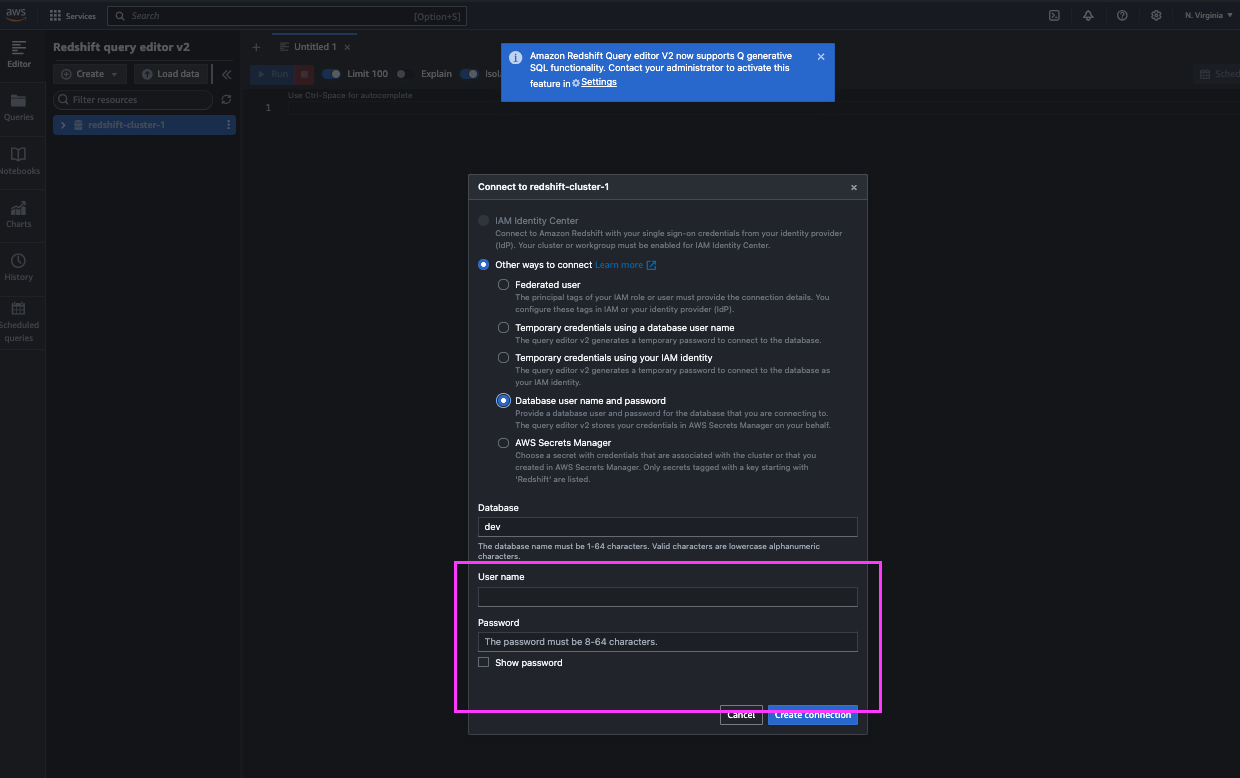 aws
Services
Search
[Option+S]
N. Virginia
Redshift query editor v2
Untitled 1
Editor
Create
Load data
Run
Limit 100
Explain
Isol
Sched
Amazon Redshift Query editor V2 now supports Q generative
SQL functionality. Contact your administrator to activate this
feature in Settings
Filter resources
Use Ctrl-Space for autocomplete
1
redshift-cluster-1
Queries
Notebooks
Charts
History
Scheduled
queries
Connect to redshift-cluster-1
IAM Identity Center
Connect to Amazon Redshift with your single sign-on credentials from your identity provider
(IdP). Your cluster or workgroup must be enabled for IAM Identity Center.
Other ways to connect Learn more
Federated user
The principal tags of your IAM role or user must provide the connection details. You
configure these tags in IAM or your identity provider (IdP).
Temporary credentials using a database user name
The query editor v2 generates a temporary password to connect to the database.
Temporary credentials using your IAM identity
The query editor v2 generates a temporary password to connect to the database as
your IAM identity.
Database user name and password
Provide a database user and password for the database that you are connecting to.
The query editor v2 stores your credentials in AWS Secrets Manager on your behalf.
AWS Secrets Manager
Choose a secret with credentials that are associated with the cluster or that you
created in AWS Secrets Manager. Only secrets tagged with a key starting with
'Redshift' are listed.
Database
dev
The database name must be 1-64 characters. Valid characters are lowercase alphanumeric
characters.
User name
Password
The password must be 8-64 characters.
Show password
Cancel
Create connection